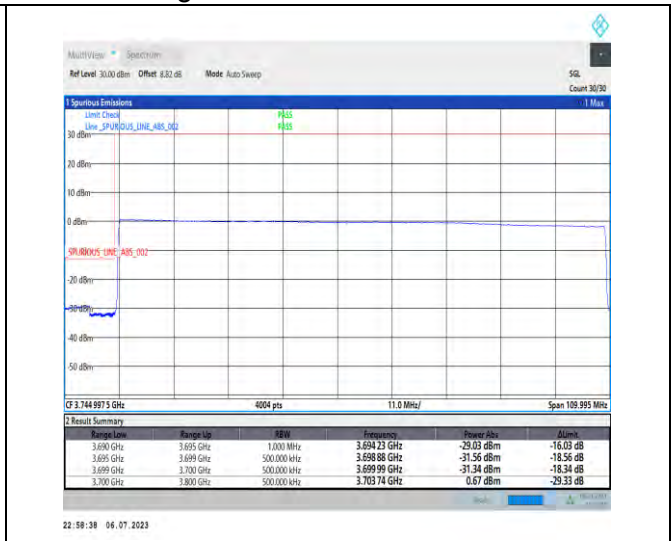 MultiView Spectrum
Ref Level 30.00 dBm Offset 8.82 dB Mode Auto Sweep SGL
Count 30/30
1 Spurious Emissions 1 Max
Limit Check PASS
Line _SPURIOUS_LINE_ABS_002 PASS
30 dBm
20 dBm
10 dBm
0 dBm
_SPURIOUS_LINE_ABS_002
-20 dBm
-30 dBm
-40 dBm
-50 dBm
CF 3.744 997 5 GHz 4004 pts 11.0 MHz/ Span 109.995 MHz
2 Result Summary
Range Low Range Up RBW Frequency Power Abs ΔLimit
3.690 GHz 3.695 GHz 1.000 MHz 3.694 23 GHz -29.03 dBm -16.03 dB
3.695 GHz 3.699 GHz 500.000 kHz 3.698 88 GHz -31.56 dBm -18.56 dB
3.699 GHz 3.700 GHz 500.000 kHz 3.699 99 GHz -31.34 dBm -18.34 dB
3.700 GHz 3.800 GHz 500.000 kHz 3.703 74 GHz 0.67 dBm -29.33 dB
22:58:38 06.07.2023